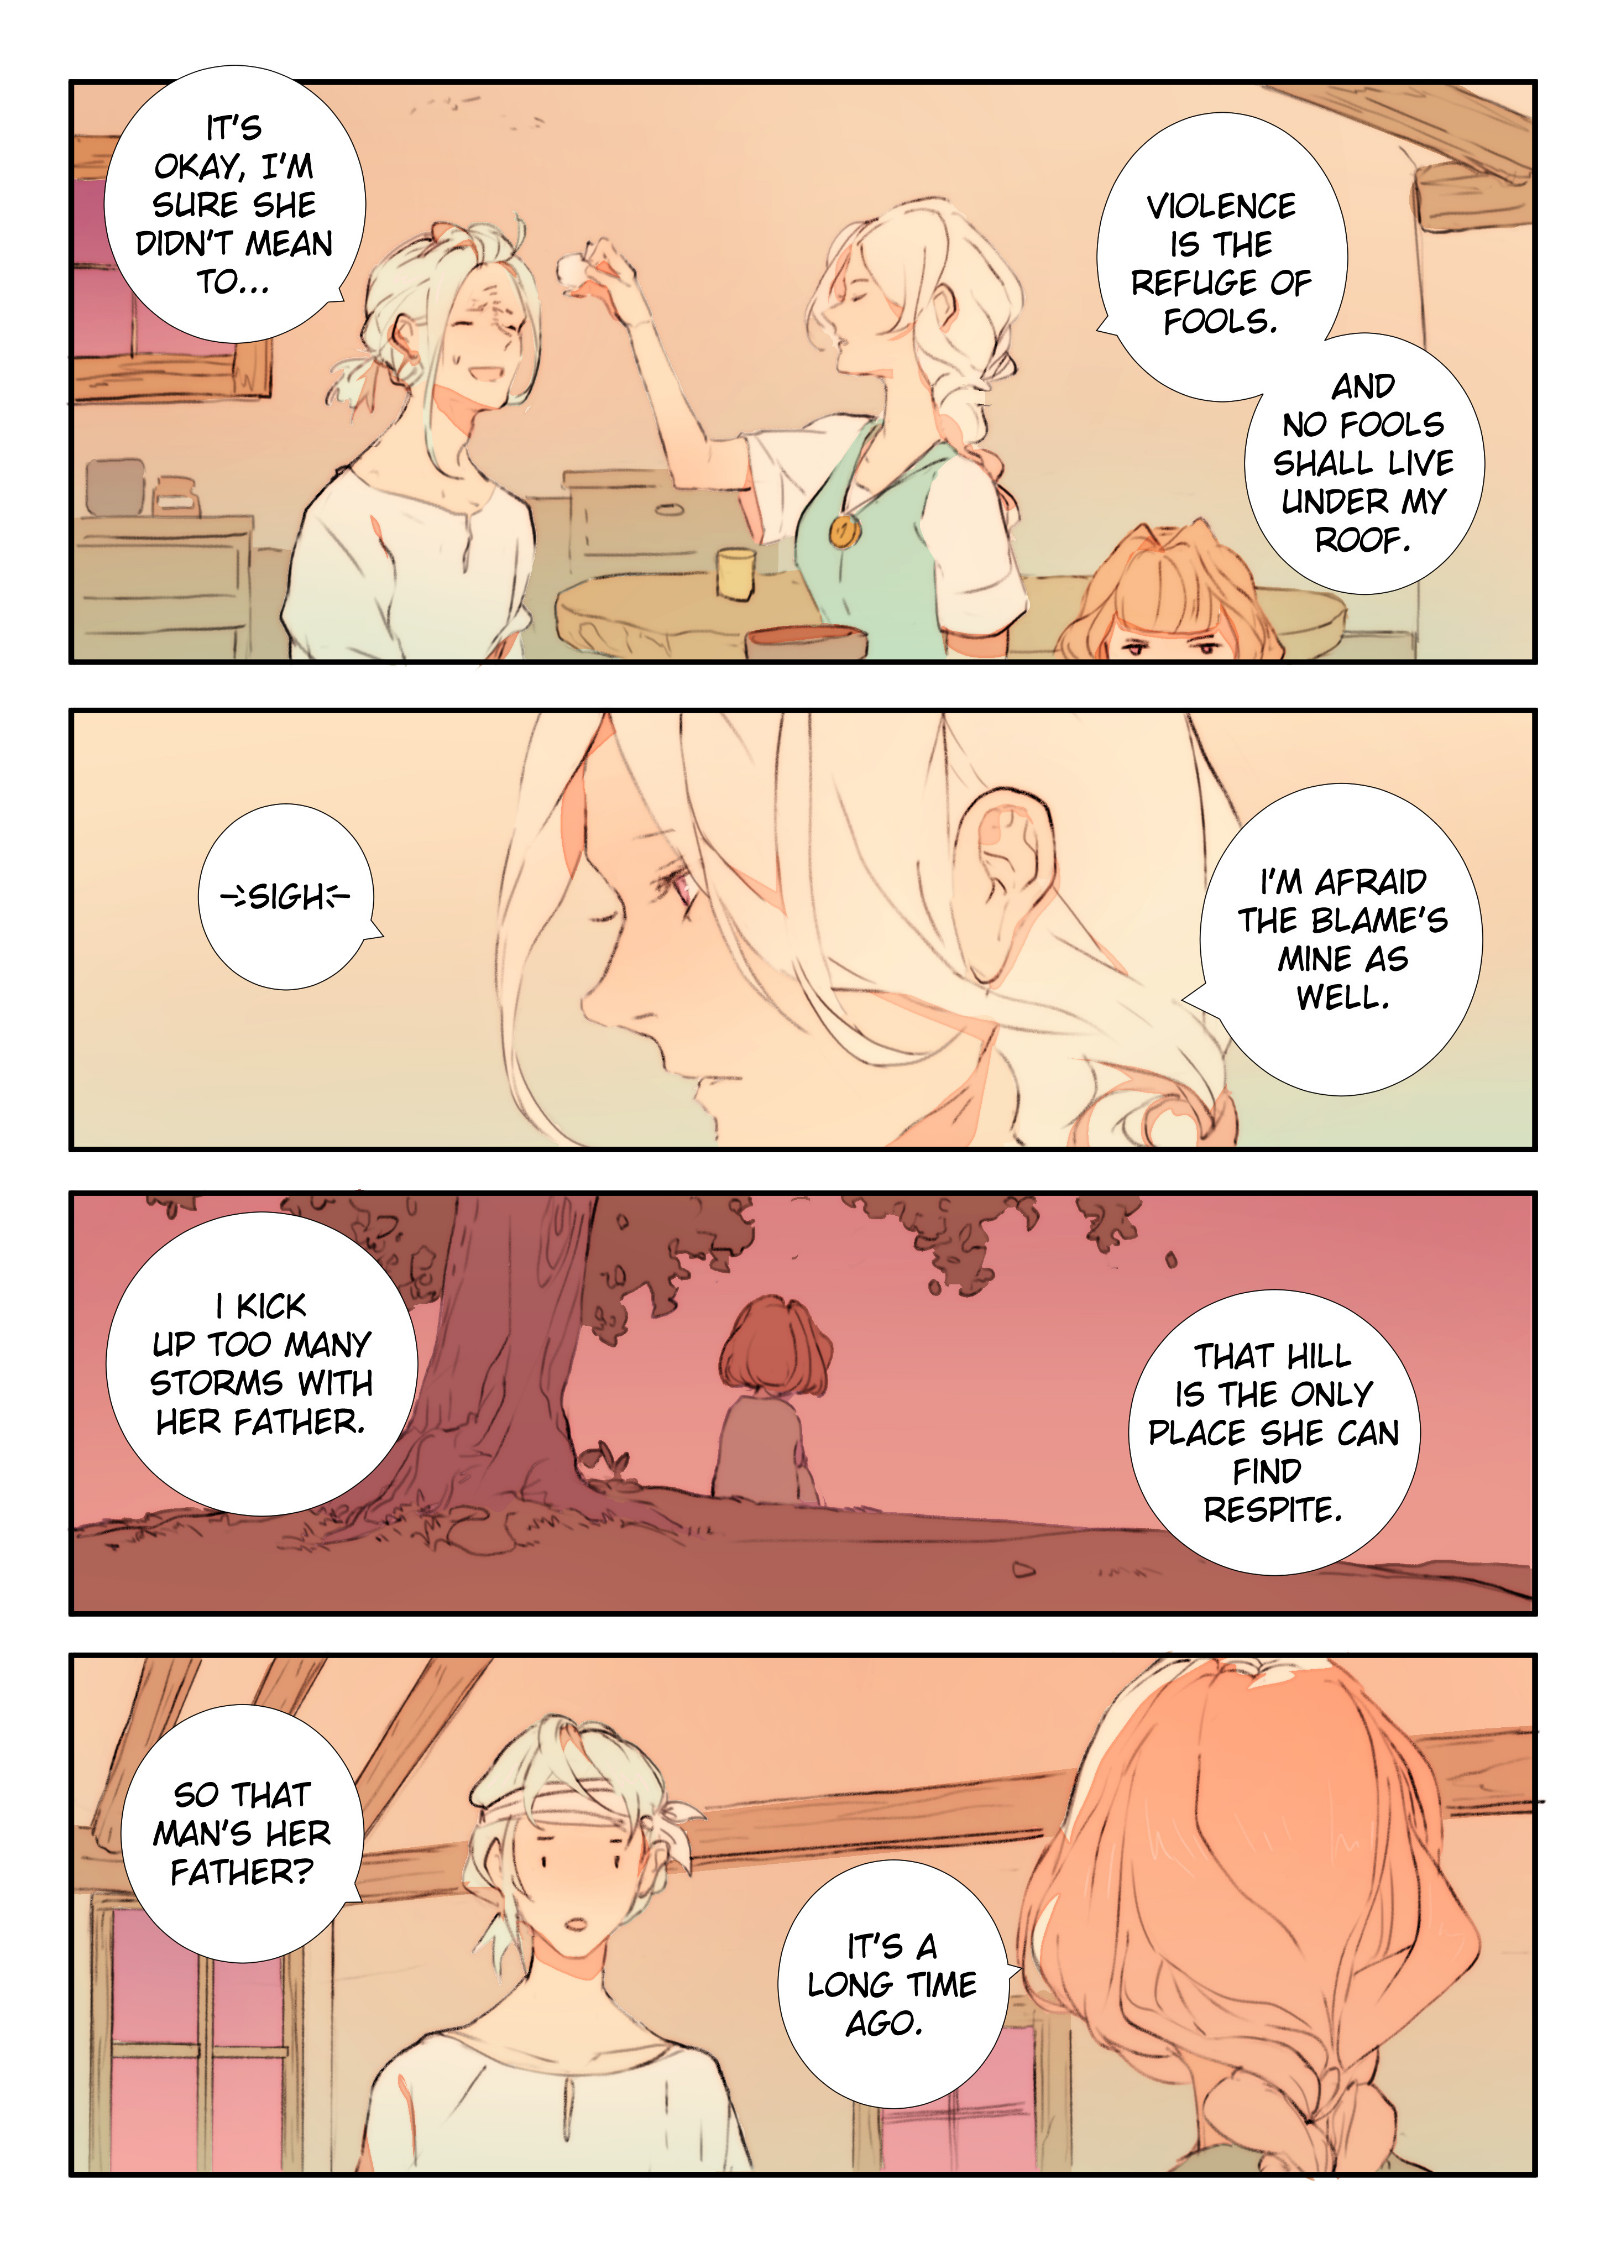 IT'S
OKAY, I'M
SURE SHE
DIDN'T MEAN
TO...
VIOLENCE
IS THE
REFUGE OF
FOOLS.
AND
NO FOOLS
SHALL LIVE
UNDER MY
ROOF.
SIGH
I'M AFRAID
THE BLAME'S
MINE AS
WELL.
I KICK
UP TOO MANY
STORMS WITH
HER FATHER.
THAT HILL
IS THE ONLY
PLACE SHE CAN
FIND
RESPITE.
SO THAT
MAN'S HER
FATHER?
IT'S A
LONG TIME
AGO.